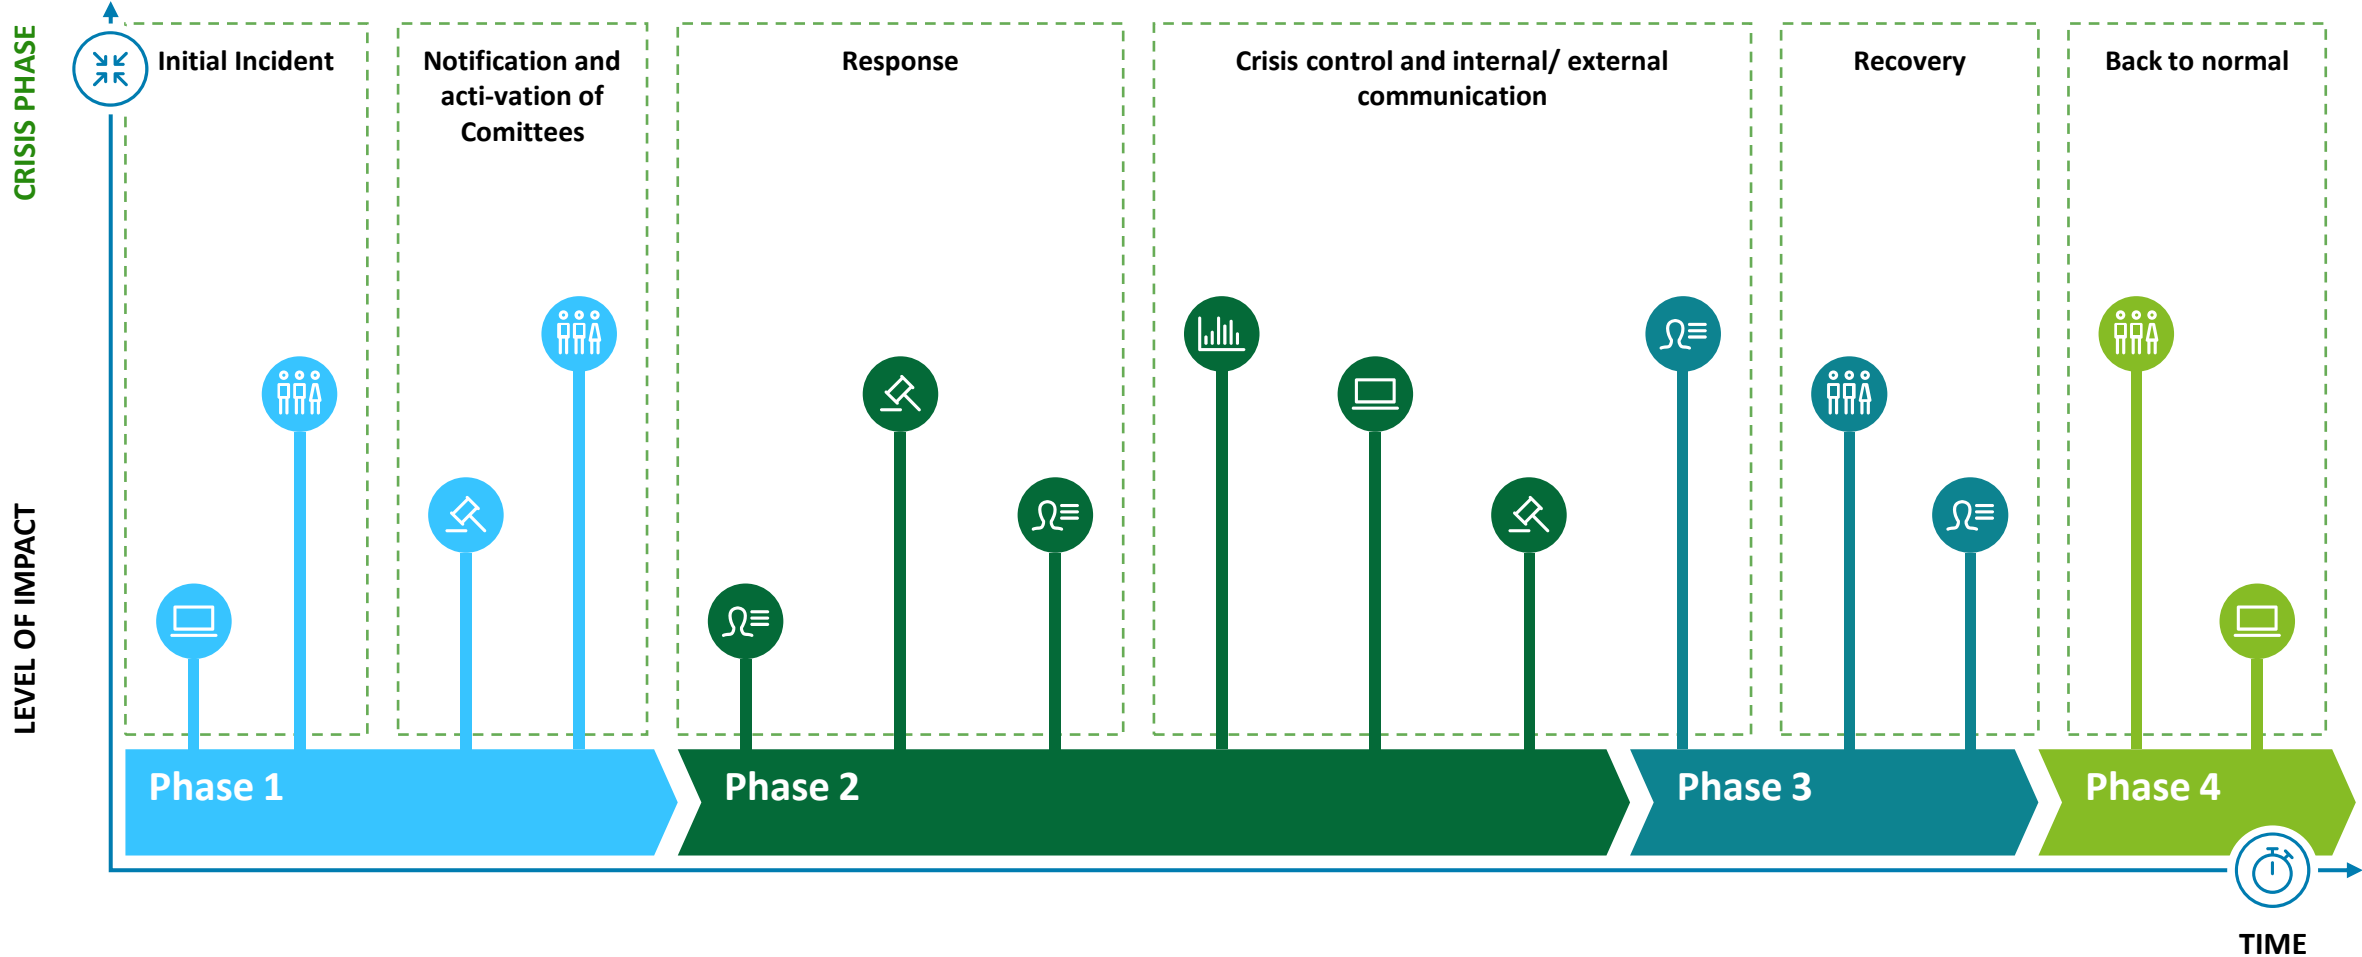 CRISIS PHASE
Initial Incident
Notification and
acti-vation of
Comittees
Response
Crisis control and internal/ external
communication
Recovery
Back to normal
LEVEL OF IMPACT
Phase 1
Phase 2
Phase 3
Phase 4
TIME